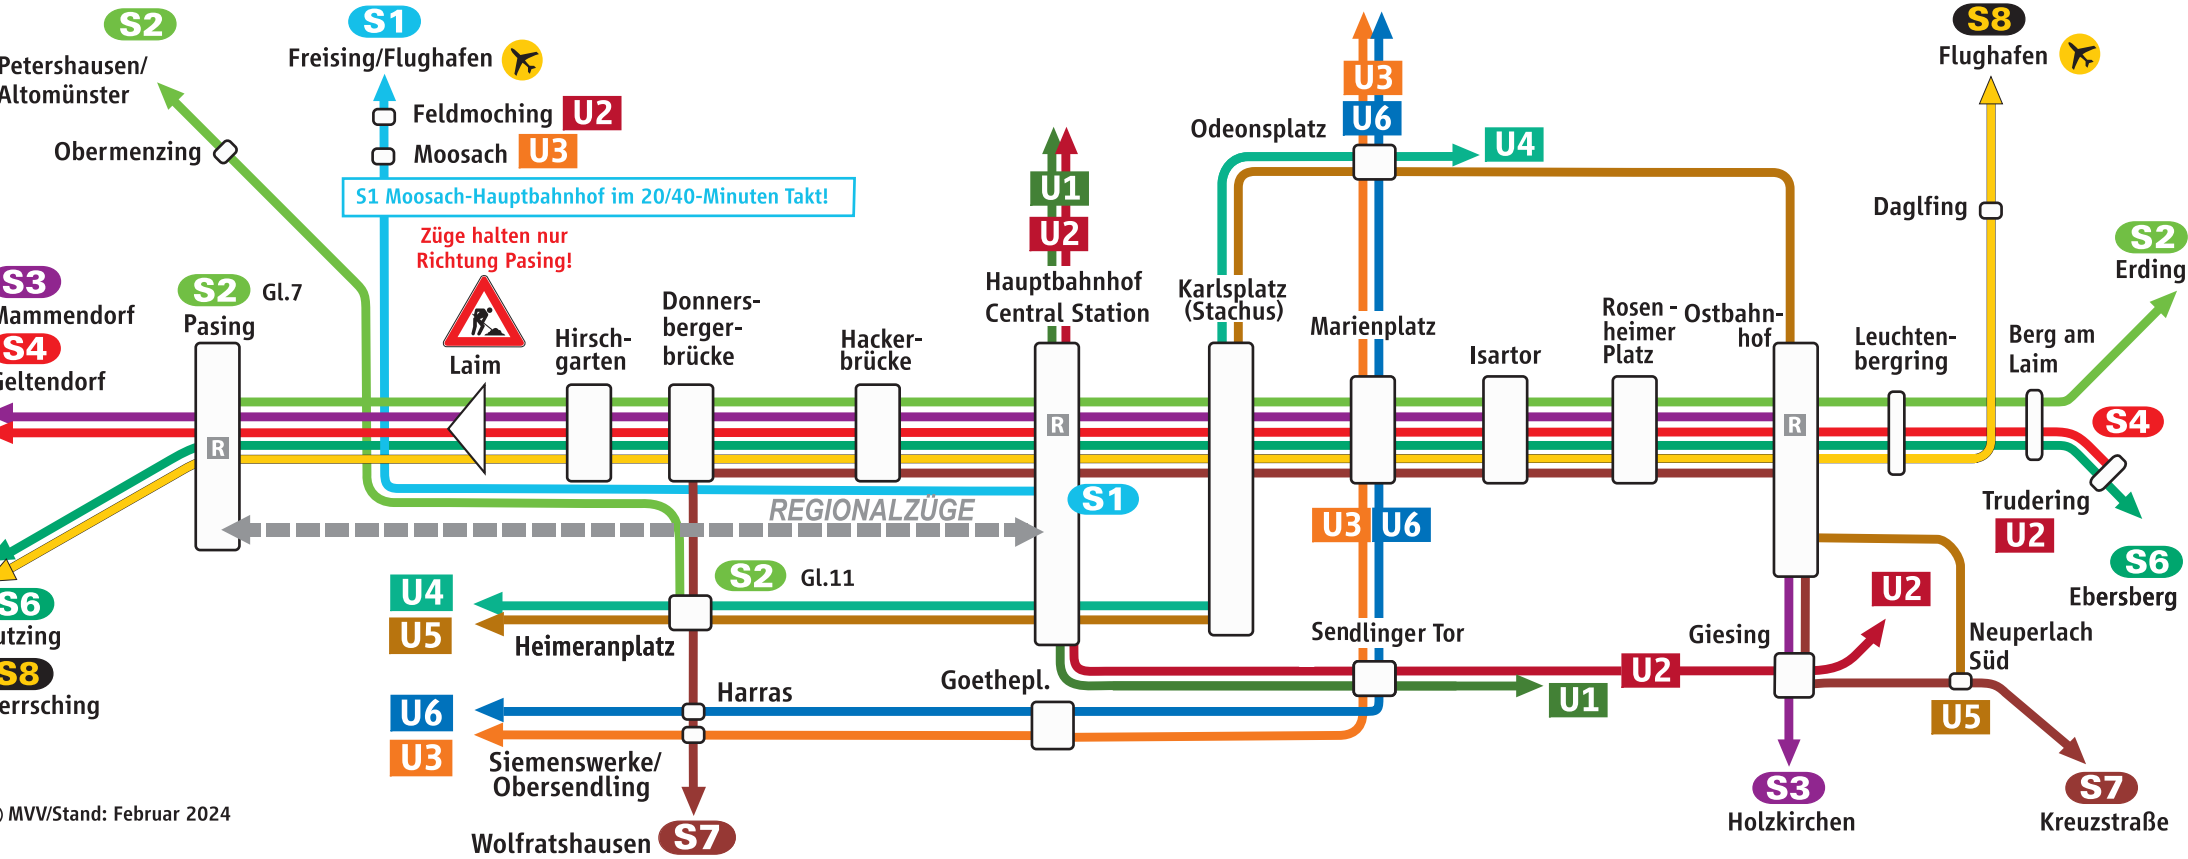 S2
Petershausen/
Altomünster
Obermenzing
S1
Freising/Flughafen
Feldmoching U2
Moosach U3
S1 Moosach-Hauptbahnhof im 20/40-Minuten Takt!
Züge halten nur
Richtung Pasing!
S3
Mammendorf
S4
Geltendorf
S2 Gl.7
Pasing
R
Laim
Hirsch-
garten
Donners-
berger-
brücke
Hacker-
brücke
U1
U2
Hauptbahnhof
Central Station
R
S1
REGIONALZÜGE
Karlsplatz
(Stachus)
U3
U6
Odeonsplatz
U4
Marienplatz
Isartor
Rosen -
heimer
Platz
Ostbahn-
hof
R
Leuchten-
bergring
Berg am
Laim
S8
Flughafen
Daglfing
S2
Erding
S4
Trudering
U2
S6
Ebersberg
U3 U6
S2 Gl.11
U4
U5
Heimeranplatz
S6
utzing
S8
errsching
U6
U3
Harras
Siemenswerke/
Obersendling
Goethepl.
Sendlinger Tor
U2
U1
Giesing
U2
Neuperlach
Süd
U5
S3
Holzkirchen
S7
Kreuzstraße
Wolfratshausen S7
) MVV/Stand: Februar 2024